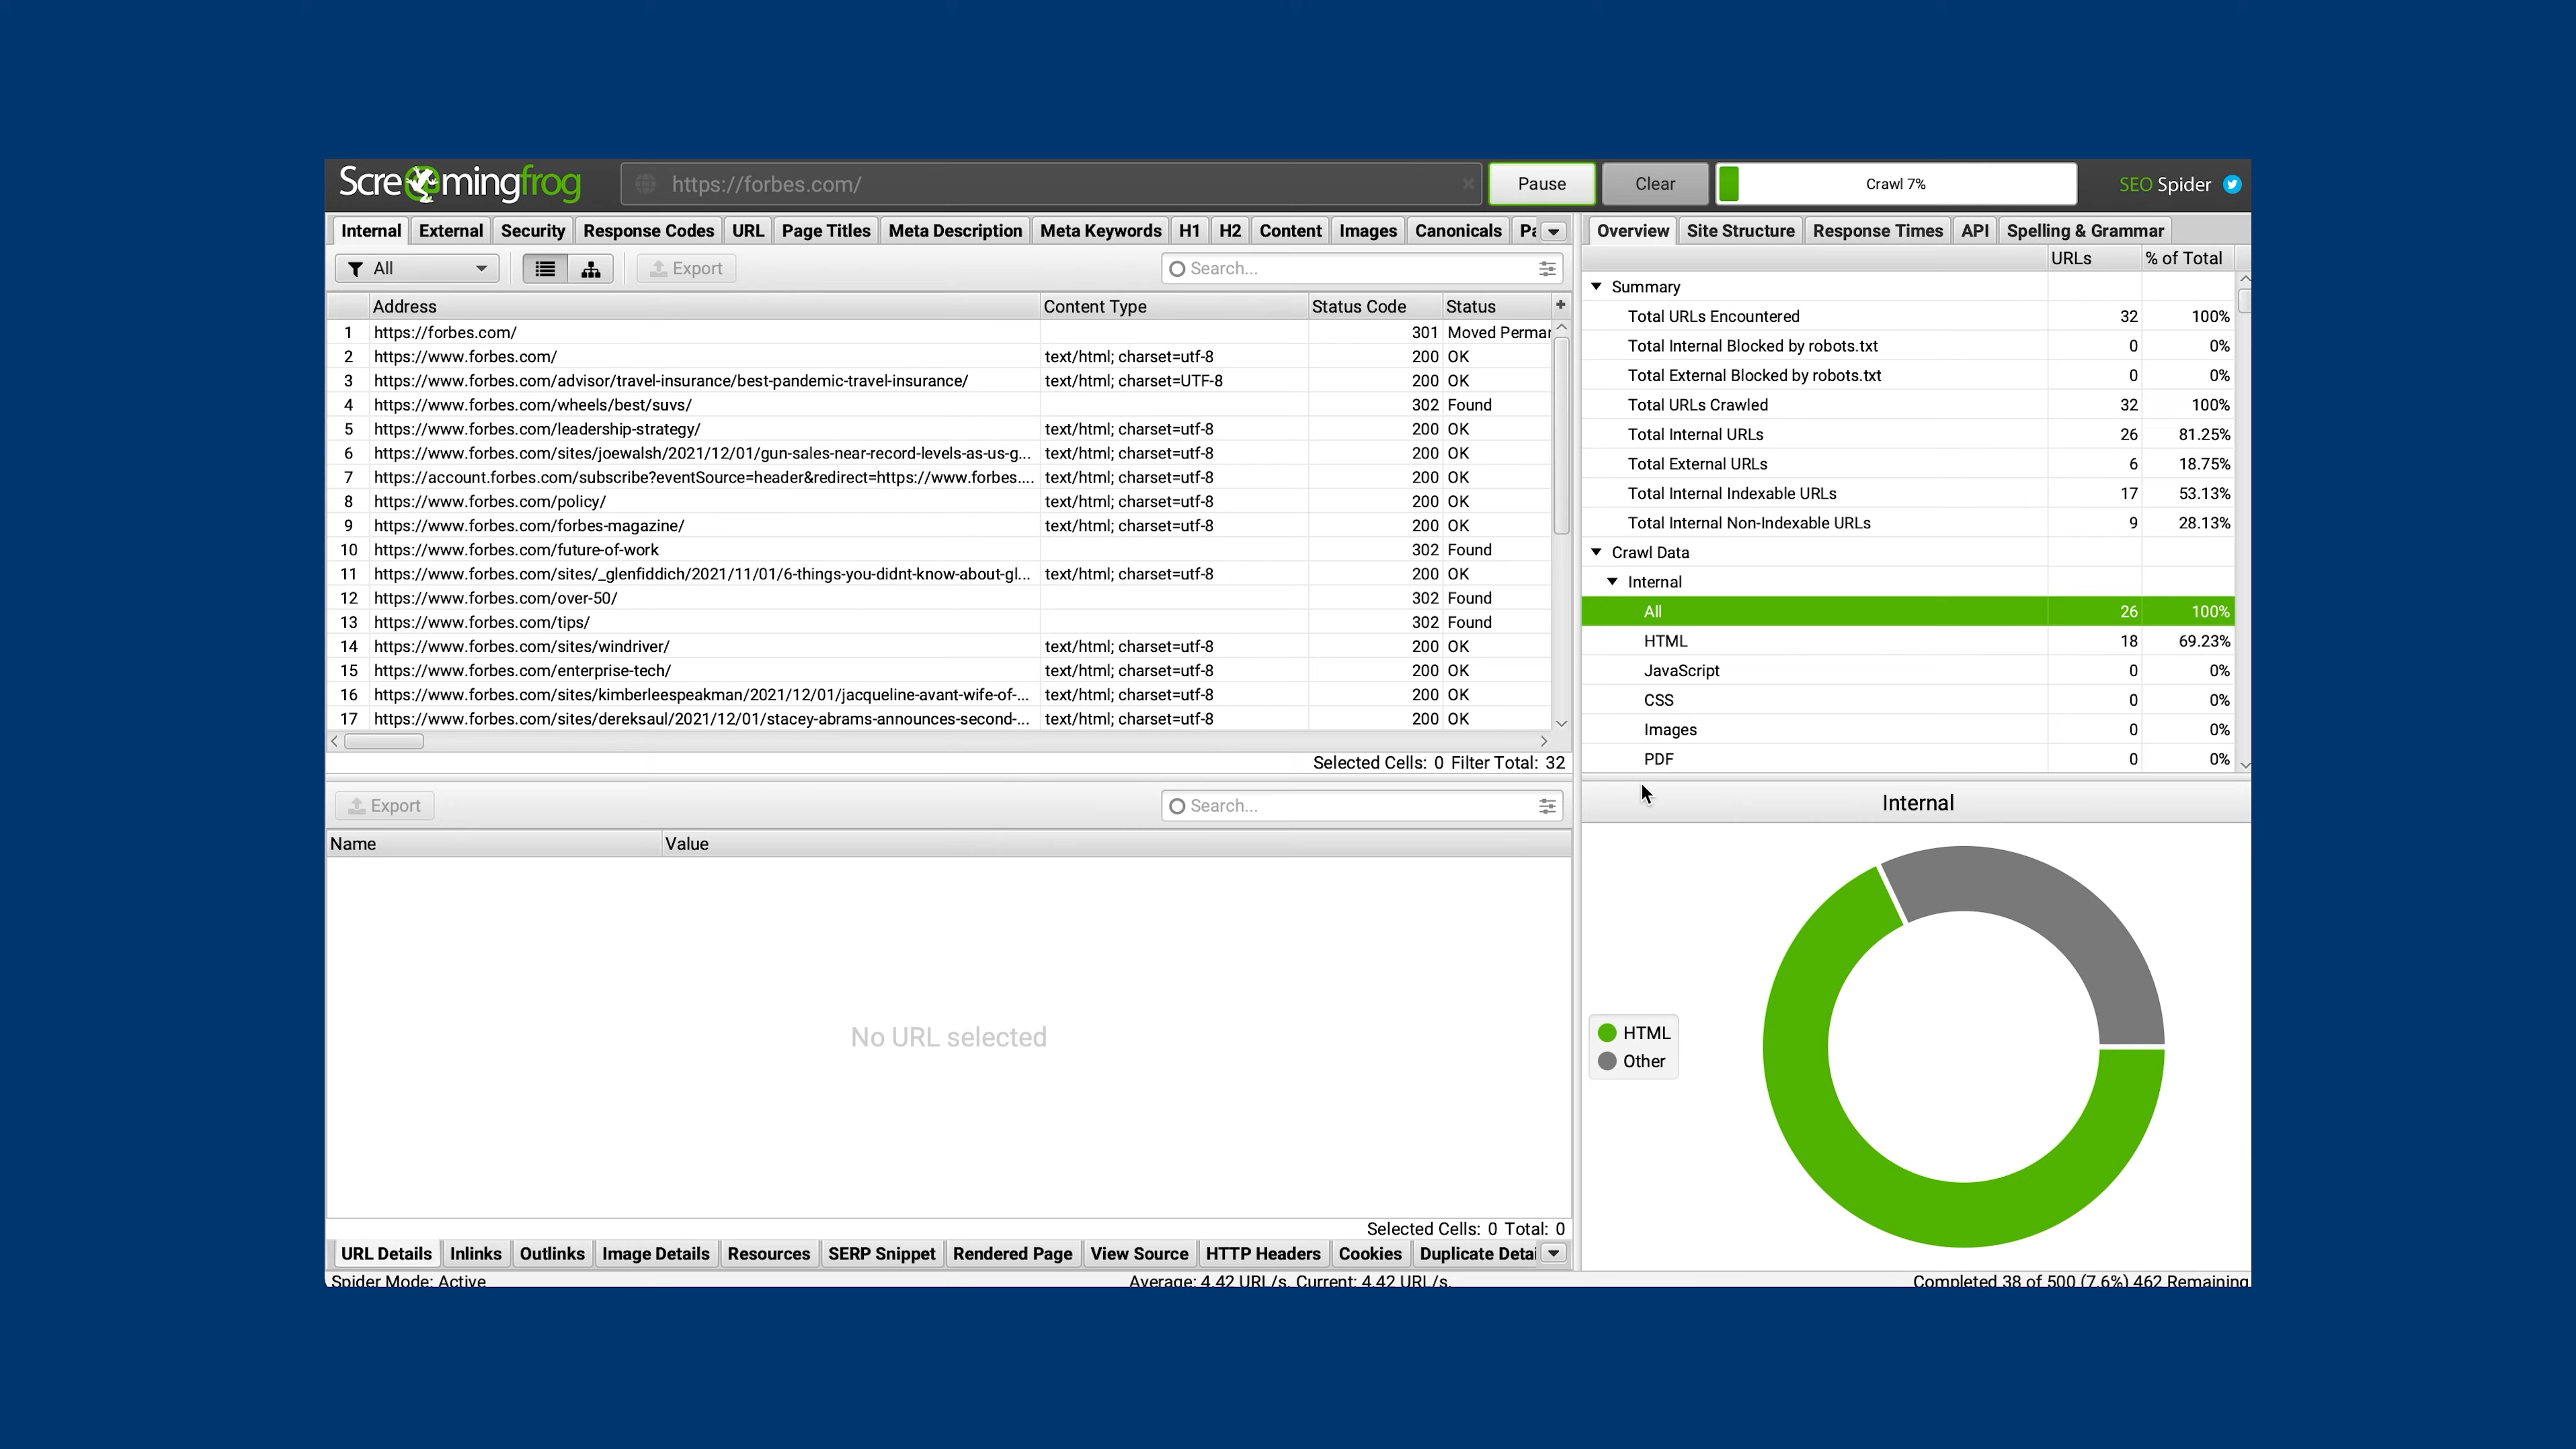 Screamingfrog https://forbes.com/ Pause Clear Crawl 7% SEO Spider
Internal External Security Response Codes URL Page Titles Meta Description Meta Keywords H1 H2 Content Images Canonicals Pa
All Export Search...
Address Content Type Status Code Status
1 https://forbes.com/ 301 Moved Perman
2 https://www.forbes.com/ text/html; charset=utf-8 200 OK
3 https://www.forbes.com/advisor/travel-insurance/best-pandemic-travel-insurance/ text/html; charset=UTF-8 200 OK
4 https://www.forbes.com/wheels/best/suvs/ 302 Found
5 https://www.forbes.com/leadership-strategy/ text/html; charset=utf-8 200 OK
6 https://www.forbes.com/sites/joewalsh/2021/12/01/gun-sales-near-record-levels-as-us-g... text/html; charset=utf-8 200 OK
7 https://account.forbes.com/subscribe?eventSource=header&redirect=https://www.forbes.... text/html; charset=utf-8 200 OK
8 https://www.forbes.com/policy/ text/html; charset=utf-8 200 OK
9 https://www.forbes.com/forbes-magazine/ text/html; charset=utf-8 200 OK
10 https://www.forbes.com/future-of-work 302 Found
11 https://www.forbes.com/sites/_glenfiddich/2021/11/01/6-things-you-didnt-know-about-gl... text/html; charset=utf-8 200 OK
12 https://www.forbes.com/over-50/ 302 Found
13 https://www.forbes.com/tips/ 302 Found
14 https://www.forbes.com/sites/windriver/ text/html; charset=utf-8 200 OK
15 https://www.forbes.com/enterprise-tech/ text/html; charset=utf-8 200 OK
16 https://www.forbes.com/sites/kimberleespeakman/2021/12/01/jacqueline-avant-wife-of-... text/html; charset=utf-8 200 OK
17 https://www.forbes.com/sites/dereksaul/2021/12/01/stacey-abrams-announces-second-... text/html; charset=utf-8 200 OK
Selected Cells: 0 Filter Total: 32
Export Search...
Name Value
No URL selected
Selected Cells: 0 Total: 0
URL Details Inlinks Outlinks Image Details Resources SERP Snippet Rendered Page View Source HTTP Headers Cookies Duplicate Detai
Overview Site Structure Response Times API Spelling & Grammar
URLs % of Total
Summary
Total URLs Encountered 32 100%
Total Internal Blocked by robots.txt 0 0%
Total External Blocked by robots.txt 0 0%
Total URLs Crawled 32 100%
Total Internal URLs 26 81.25%
Total External URLs 6 18.75%
Total Internal Indexable URLs 17 53.13%
Total Internal Non-Indexable URLs 9 28.13%
Crawl Data
Internal
All 26 100%
HTML 18 69.23%
JavaScript 0 0%
CSS 0 0%
Images 0 0%
PDF 0 0%
Internal
HTML
Other
Spider Mode: Active Average: 4.42 URL/s. Current: 4.42 URL/s. Completed 38 of 500 (7.6%) 462 Remaining